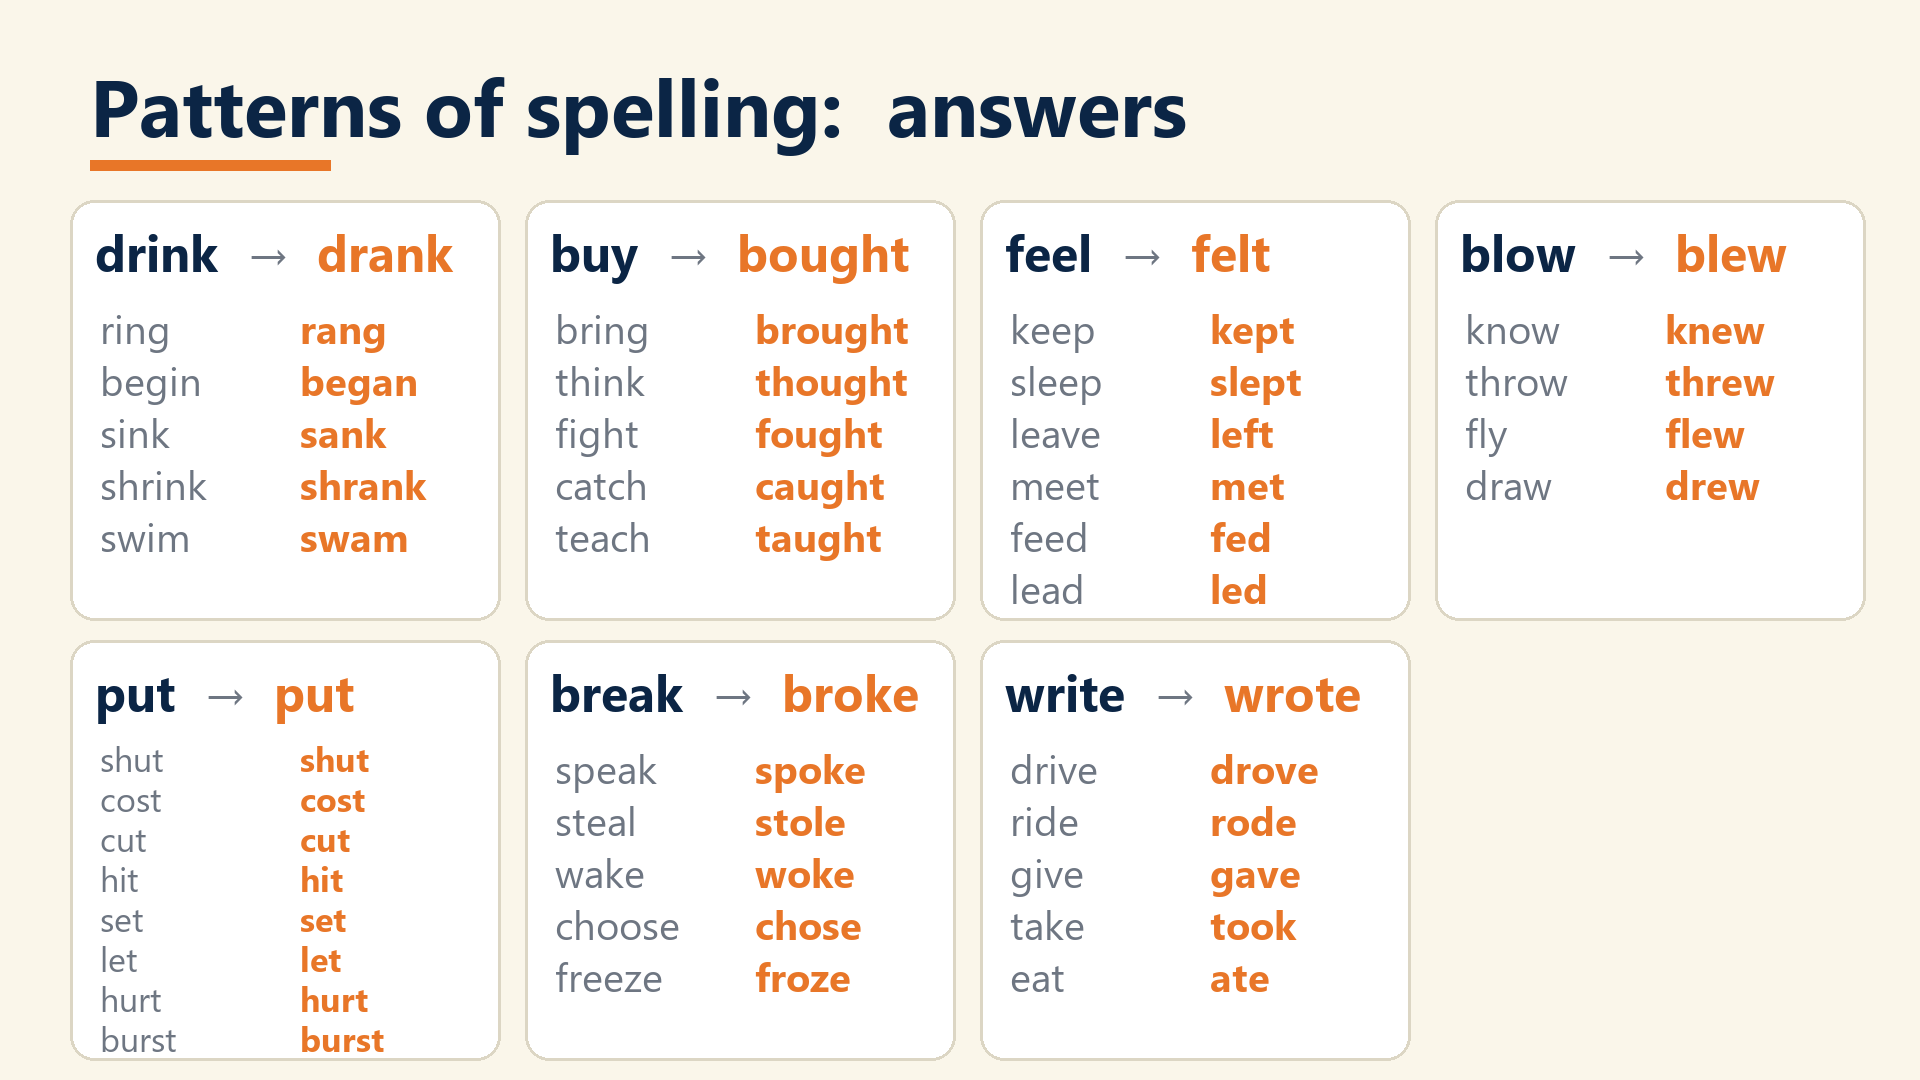 Patterns of spelling:  answers
drink → drank
ring rang
begin began
sink sank
shrink shrank
swim swam
buy → bought
bring brought
think thought
fight fought
catch caught
teach taught
feel → felt
keep kept
sleep slept
leave left
meet met
feed fed
lead led
blow → blew
know knew
throw threw
fly flew
draw drew
put → put
shut shut
cost cost
cut cut
hit hit
set set
let let
hurt hurt
burst burst
break → broke
speak spoke
steal stole
wake woke
choose chose
freeze froze
write → wrote
drive drove
ride rode
give gave
take took
eat ate